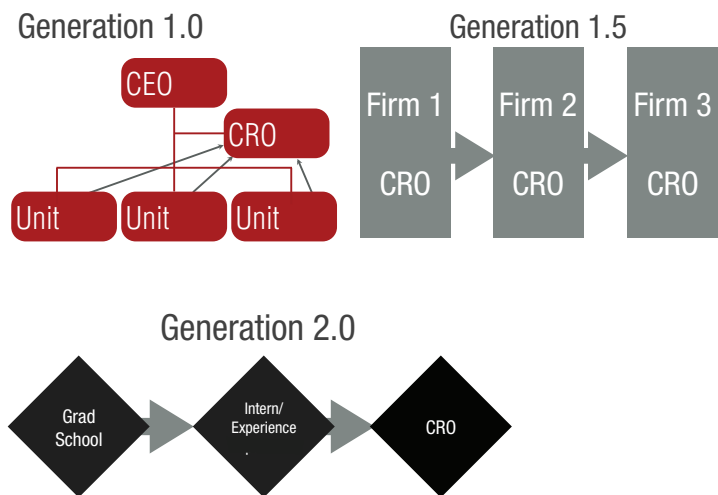 Generation 1.0
CEO
CRO
Unit
Unit
Unit
Generation 1.5
Firm 1
CRO
Firm 2
CRO
Firm 3
CRO
Generation 2.0
Grad
School
Intern/
Experience
.
CRO